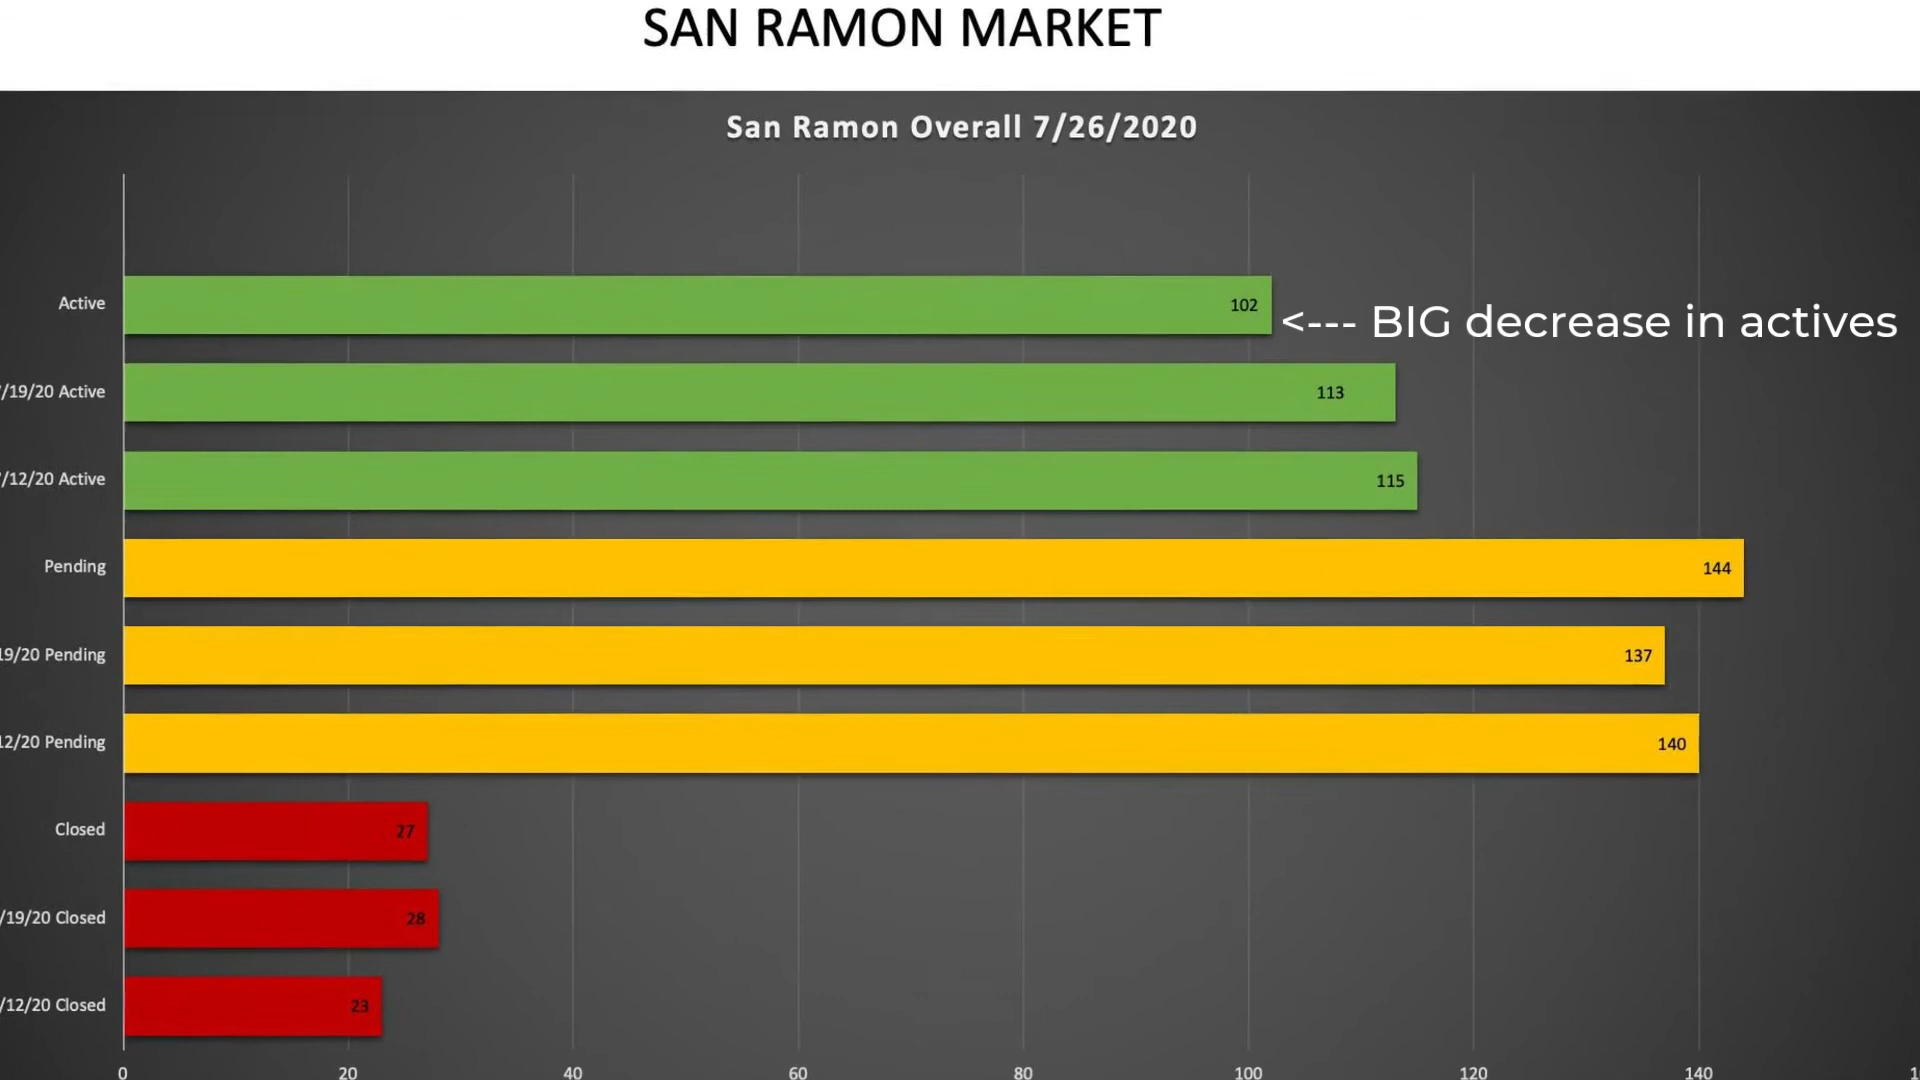 SAN RAMON MARKET
San Ramon Overall 7/26/2020
Active
102
<--- BIG decrease in actives
/19/20 Active
113
/12/20 Active
115
Pending
144
19/20 Pending
137
12/20 Pending
140
Closed
27
/19/20 Closed
28
/12/20 Closed
23
0 20 40 60 80 100 120 140